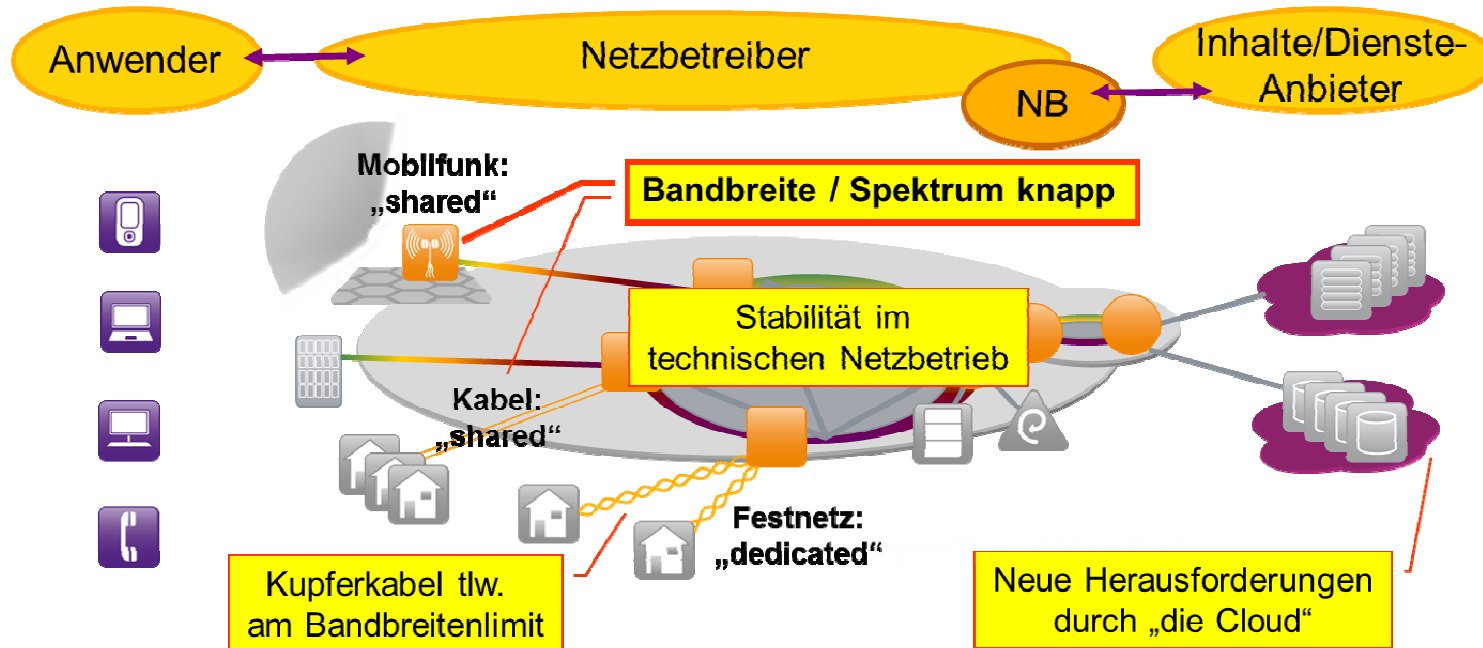 Anwender
Netzbetreiber
NB
Inhalte/Dienste-
Anbieter
Mobilfunk:
„shared“
Bandbreite / Spektrum knapp
Stabilität im
technischen Netzbetrieb
Kabel:
„shared“
Festnetz:
„dedicated“
Kupferkabel tlw.
am Bandbreitenlimit
Neue Herausforderungen
durch „die Cloud“